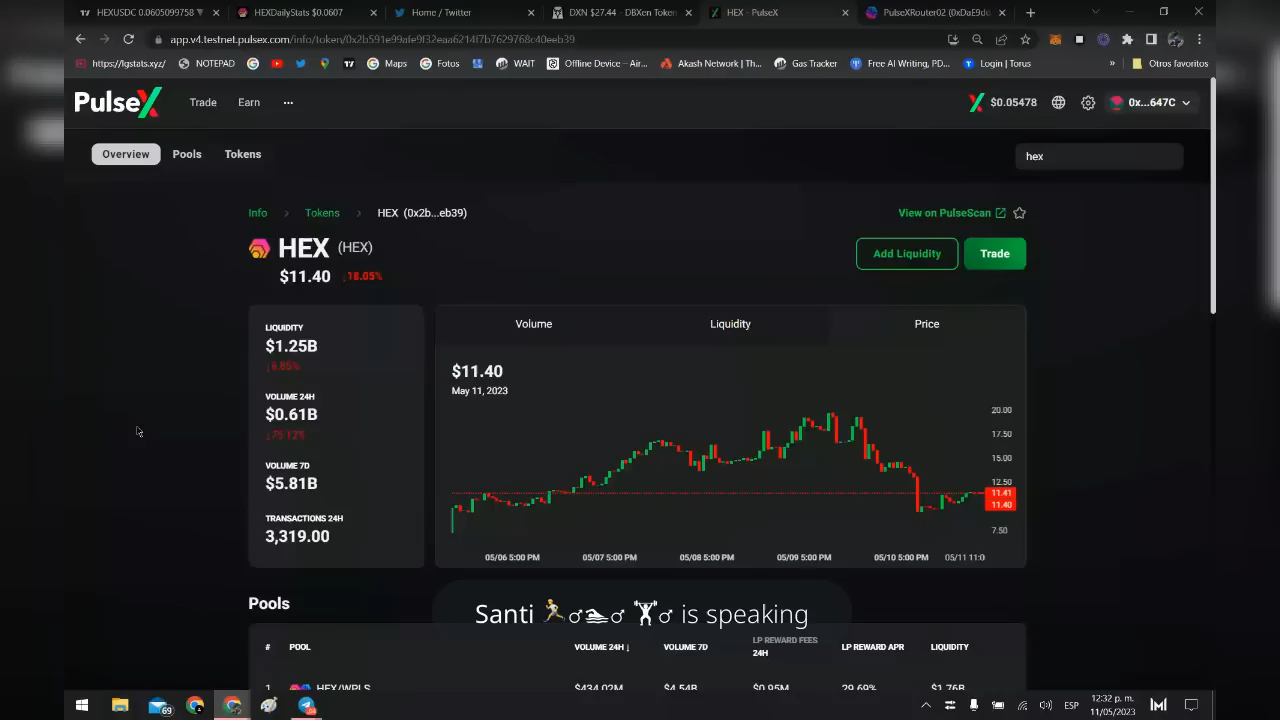 HEXUSDC 0.0605099758
HEXDailyStats $0.0607
Home / Twitter
DXN $27.44 - DBXen Token
HEX - PulseX
PulseXRouter02 (0xDaE9d
app.v4.testnet.pulsex.com/info/token/0x2b591e99afe9f32eaa6214f7b7629768c40eeb39
https://lgstats.xyz/
NOTEPAD
Maps
Fotos
WAIT
Offline Device – Air...
Akash Network | Th...
Gas Tracker
Free AI Writing, PD...
Login | Torus
»
Otros favoritos
PulseX
Trade
Earn
...
$0.05478
0x...647C
Overview
Pools
Tokens
hex
Info > Tokens > HEX (0x2b...eb39)
View on PulseScan
HEX (HEX)
$11.40 ↓18.05%
Add Liquidity
Trade
LIQUIDITY
$1.25B
VOLUME 24H
$0.61B
VOLUME 7D
$5.81B
TRANSACTIONS 24H
3,319.00
Volume
Liquidity
Price
$11.40
May 11, 2023
20.00
17.50
15.00
12.50
11.41
11.40
7.50
05/06 5:00 PM
05/07 5:00 PM
05/08 5:00 PM
05/09 5:00 PM
05/10 5:00 PM
05/11 11:0
Pools
Santi 🏃♂🏊♂ 🏋♂ is speaking
# POOL VOLUME 24H ↓ VOLUME 7D LP REWARD FEES 24H LP REWARD APR LIQUIDITY
1 HEX/WPLS $434.02M $4.54B $0.95M 29.69% $1.76B
69
ESP
12:32 p. m.
11/05/2023